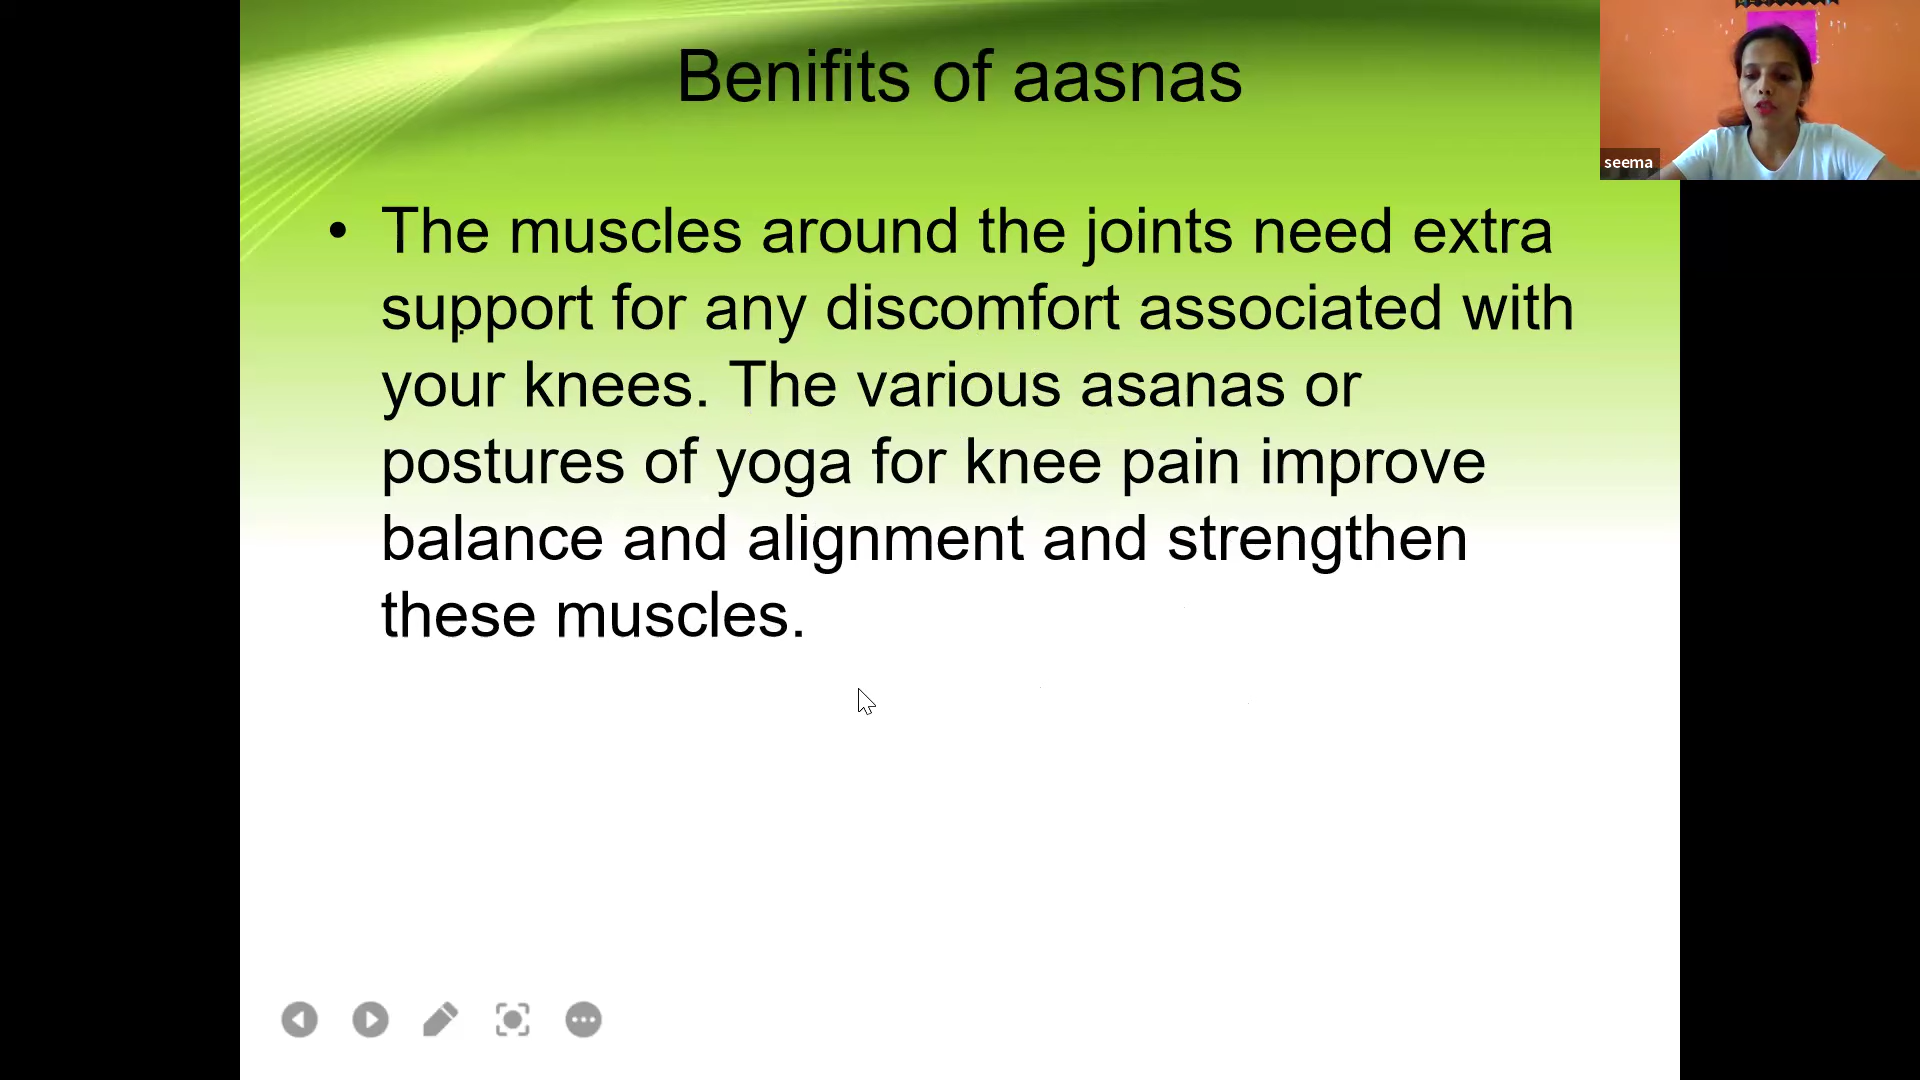 Benifits of aasnas
seema
• The muscles around the joints need extra
support for any discomfort associated with
your knees. The various asanas or
postures of yoga for knee pain improve
balance and alignment and strengthen
these muscles.